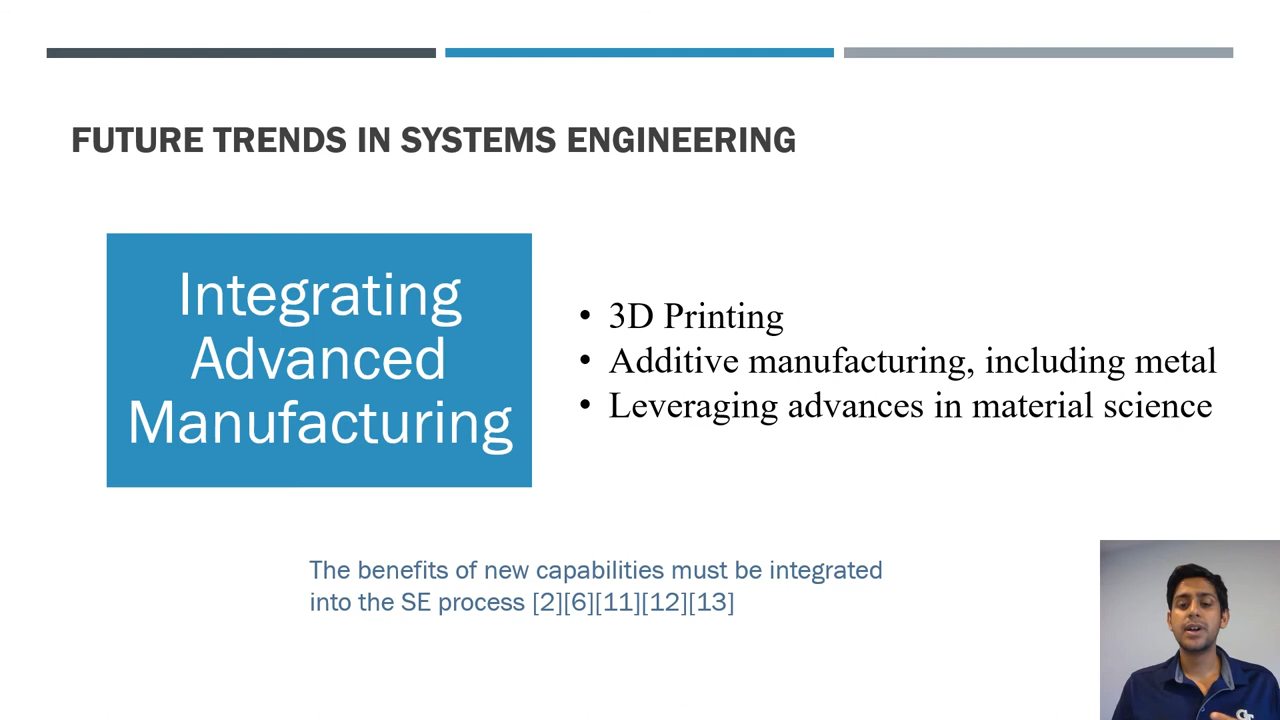 FUTURE TRENDS IN SYSTEMS ENGINEERING
Integrating
Advanced
Manufacturing
• 3D Printing
• Additive manufacturing, including metal
• Leveraging advances in material science
The benefits of new capabilities must be integrated
into the SE process [2][6][11][12][13]